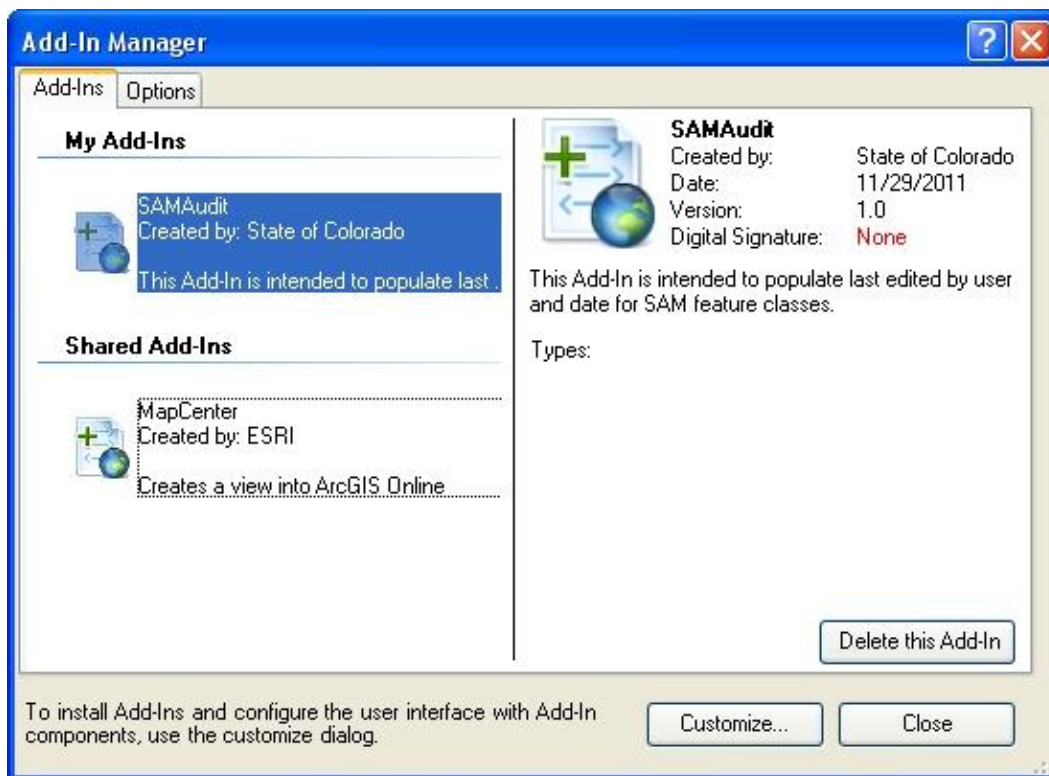 Add-In Manager
Add-Ins
Options
My Add-Ins
SAMAudit
Created by: State of Colorado
This Add-In is intended to populate last .
Shared Add-Ins
MapCenter
Created by: ESRI
Creates a view into ArcGIS Online
SAMAudit
Created by: State of Colorado
Date: 11/29/2011
Version: 1.0
Digital Signature: None
This Add-In is intended to populate last edited by user
and date for SAM feature classes.
Types:
Delete this Add-In
To install Add-Ins and configure the user interface with Add-In
components, use the customize dialog.
Customize...
Close